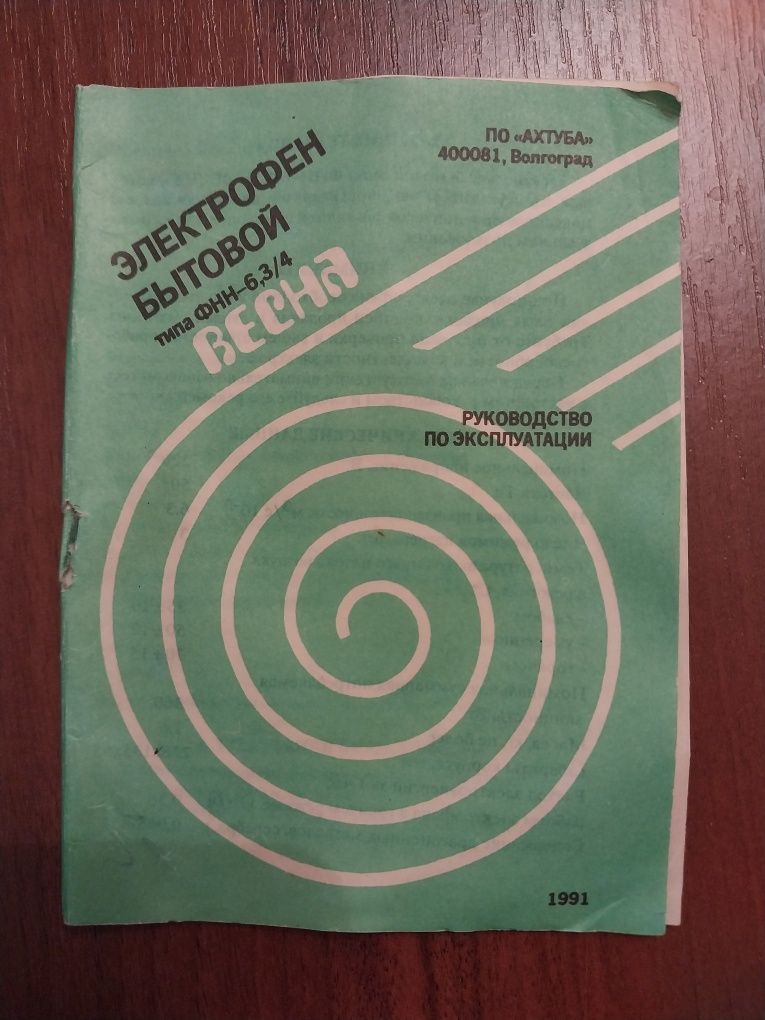 ПО «АХТУБА»
400081, Волгоград
ЭЛЕКТРОФЕН
БЫТОВОЙ
типа ФНН–6,3/4
ВЕСНА
РУКОВОДСТВО
ПО ЭКСПЛУАТАЦИИ
1991